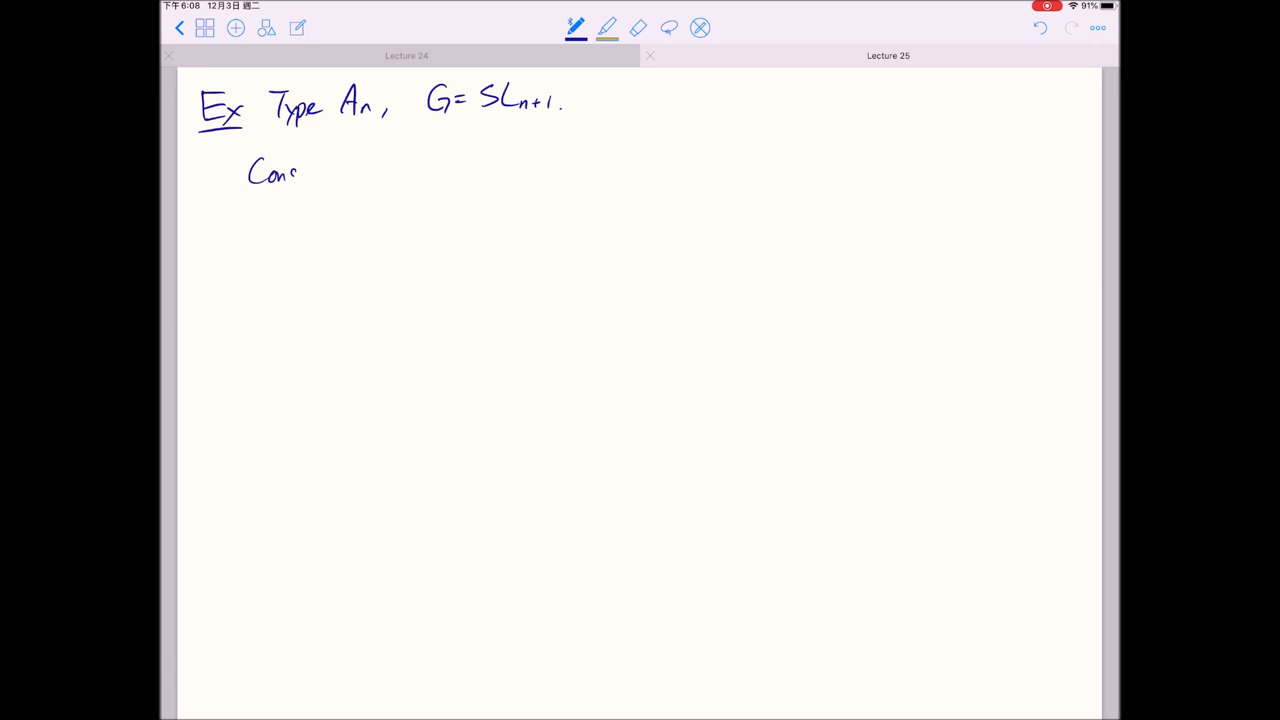 下午6:08 12月3日 週二
91%
Lecture 24
Lecture 25
Ex Type An, G = SLn+1.
Cons